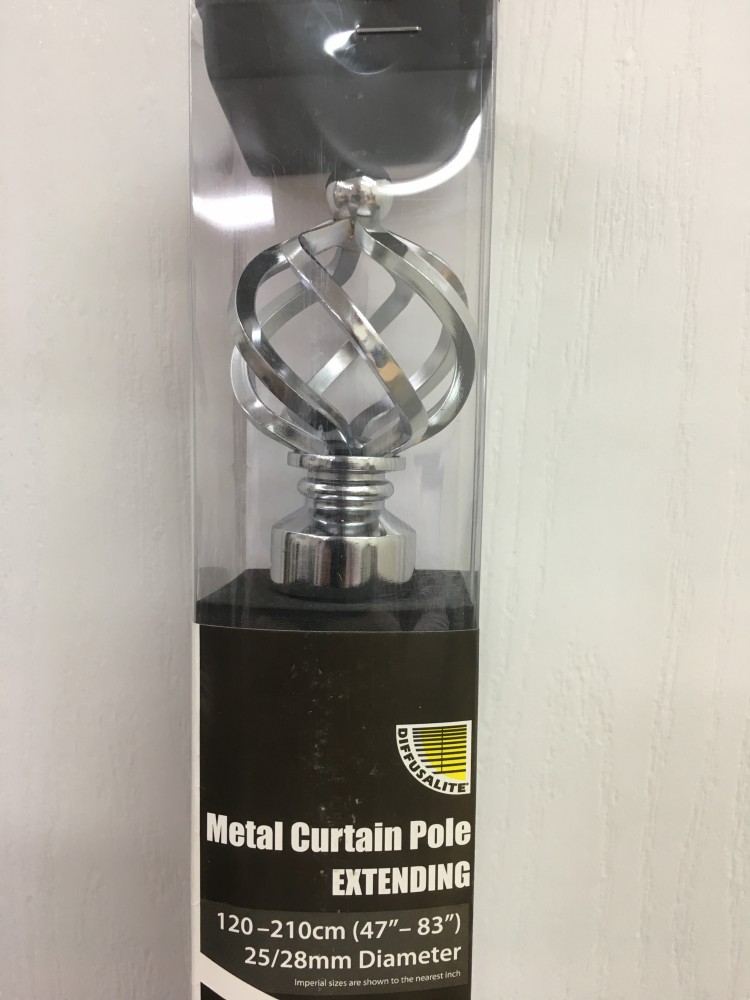 DIFFUSALITE
Metal Curtain Pole
EXTENDING
120–210cm (47”– 83”)
25/28mm Diameter
Imperial sizes are shown to the nearest inch